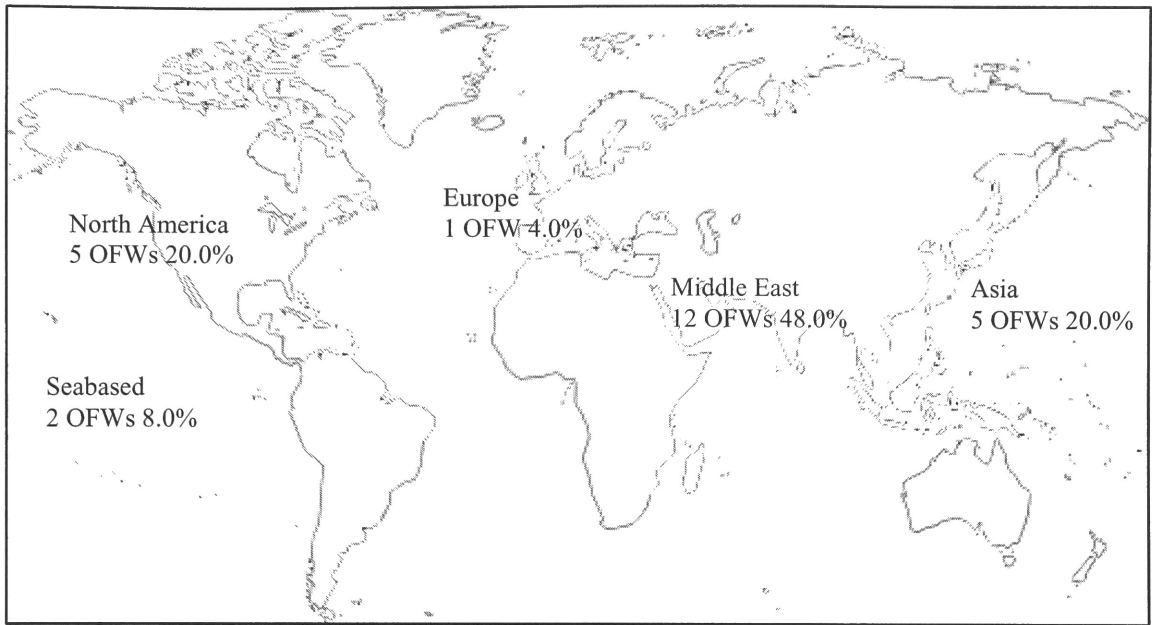 Europe
1 OFW 4.0%
North America
5 OFWs 20.0%
Middle East
12 OFWs 48.0%
Asia
5 OFWs 20.0%
Seabased
2 OFWs 8.0%